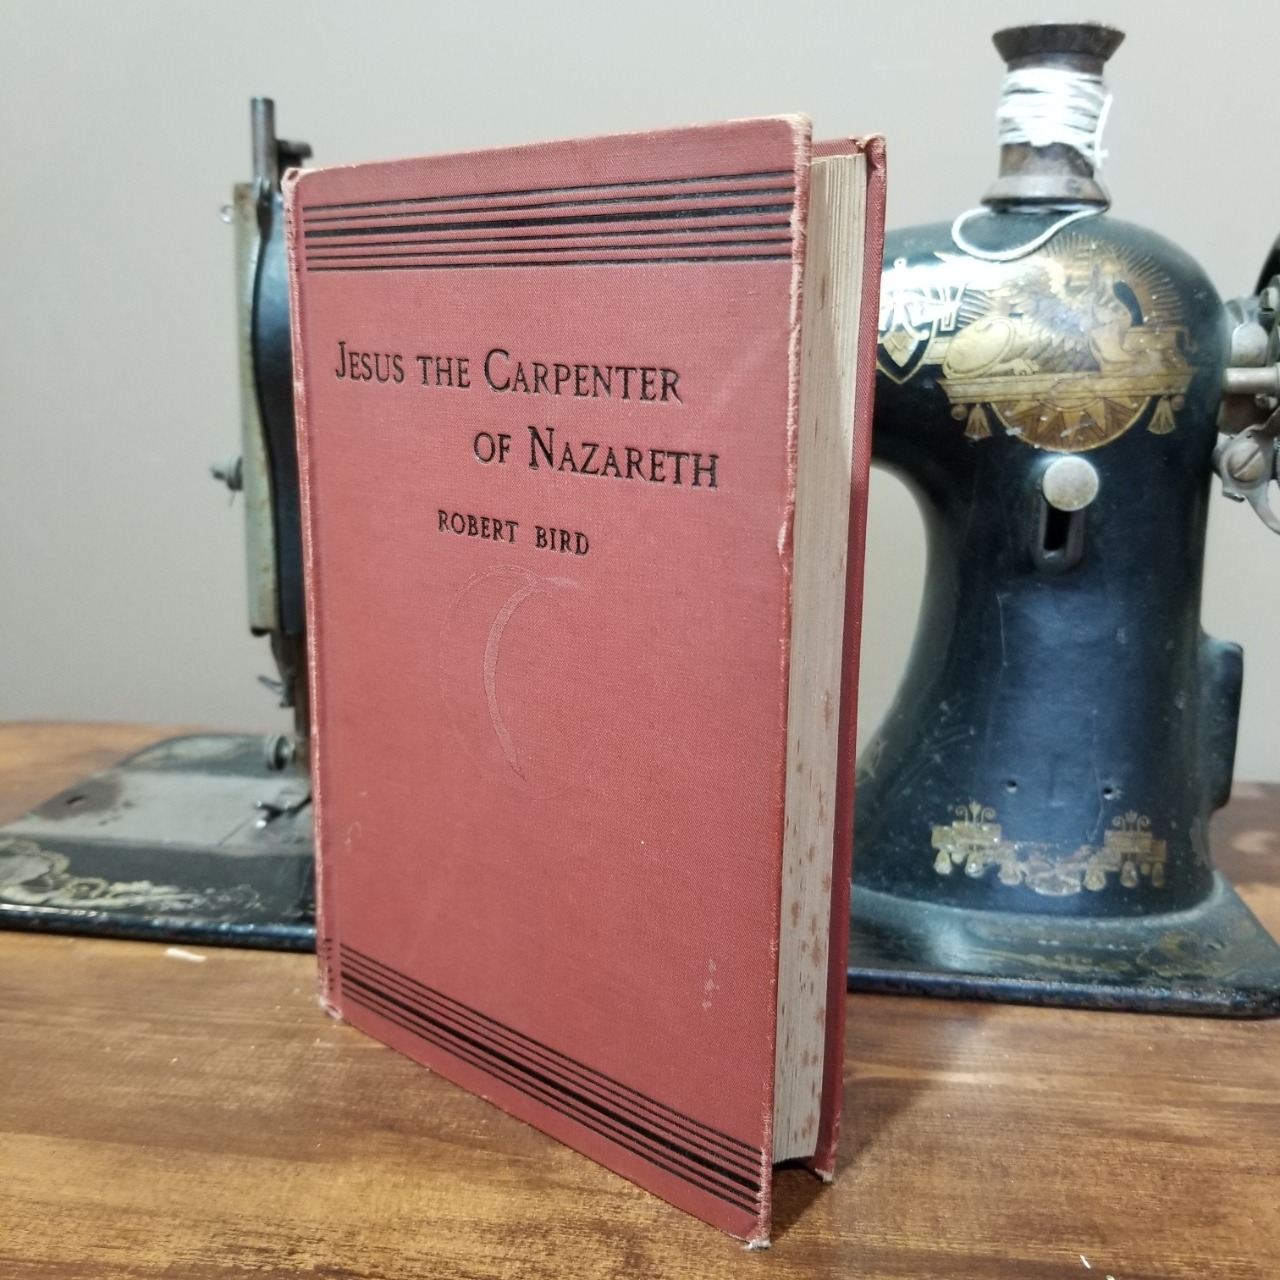 JESUS THE CARPENTER
OF NAZARETH
ROBERT BIRD